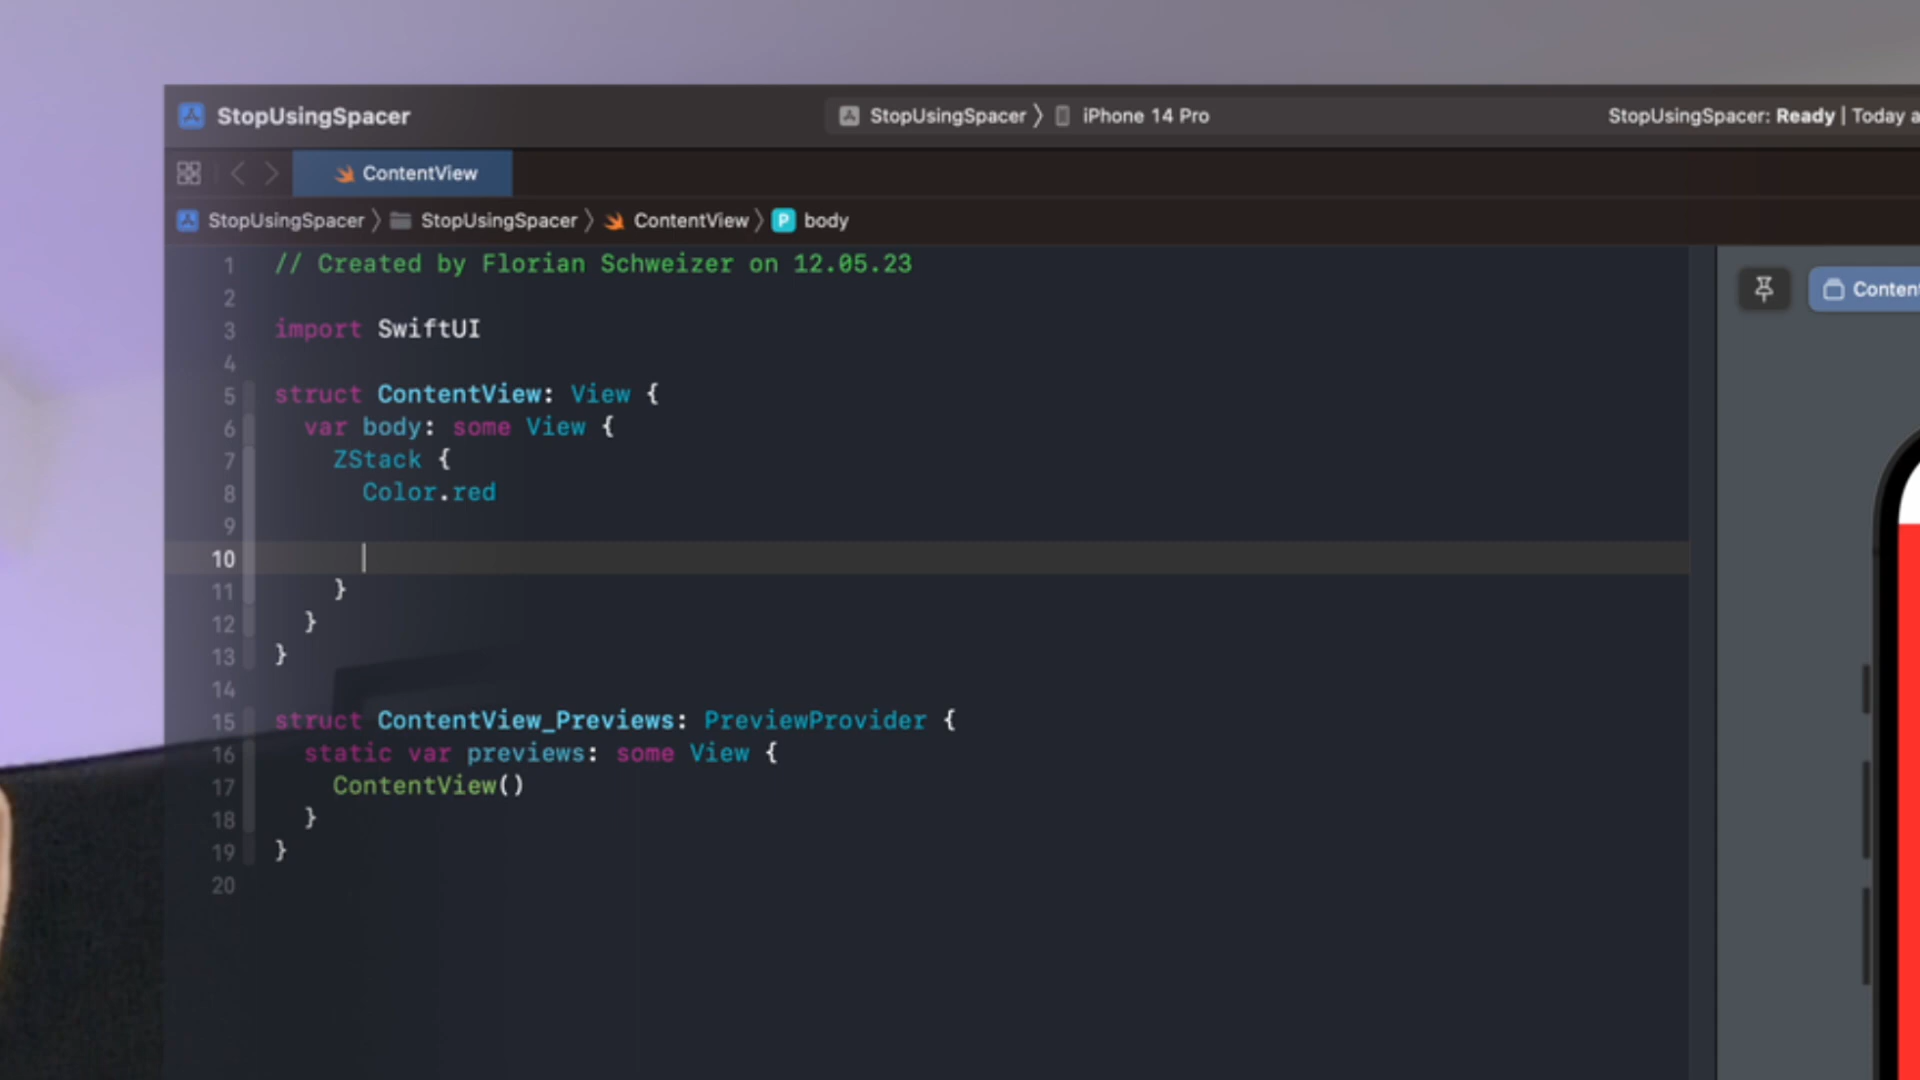 StopUsingSpacer
StopUsingSpacer 〉 iPhone 14 Pro
StopUsingSpacer: Ready | Today
ContentView
StopUsingSpacer 〉 StopUsingSpacer 〉 ContentView 〉 P body
1 // Created by Florian Schweizer on 12.05.23
2
3 import SwiftUI
4
5 struct ContentView: View {
6 var body: some View {
7 ZStack {
8 Color.red
9
10
11 }
12 }
13 }
14
15 struct ContentView_Previews: PreviewProvider {
16 static var previews: some View {
17 ContentView()
18 }
19 }
20
Conten